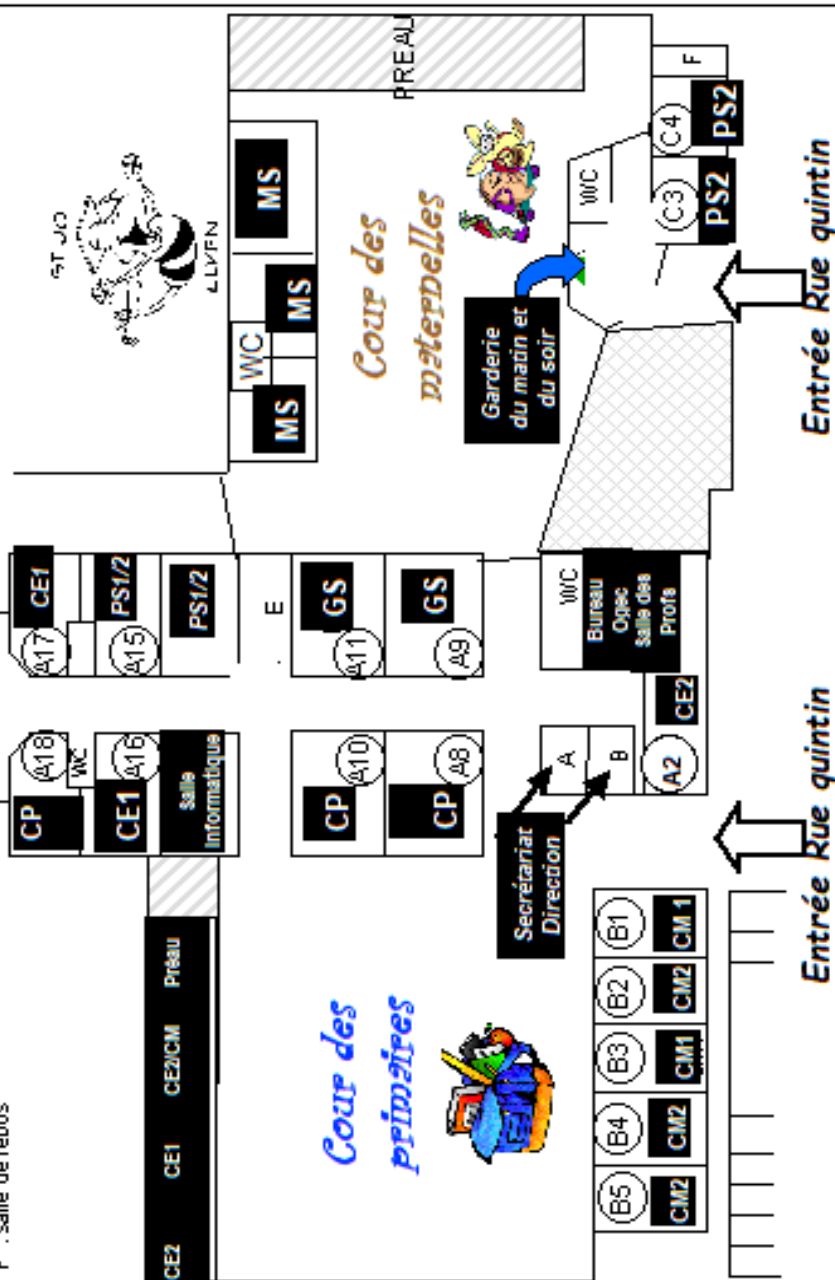 ST JO
ELVEN
PREAU
MS
MS
MS
WC
Cour des
maternelles
WC
F
C4
PS2
C3
PS2
Garderie
du matin et
du soir
Entrée Rue quintin
CE1
A17
PS1/2
A15
PS1/2
E
GS
A11
GS
A9
WC
Bureau
Ogec
Salle des
Profs
CE2
A2
A
B
Secrétariat
Direction
CP
A18
WC
CE1
A16
Salle
Informatique
CP
A10
CP
A8
Entrée Rue quintin
F : Salle de repos
CE2 CE1 CE2/CM Préau
Cour des
primaires
B5 B4 B3 B2 B1
CM2 CM2 CM1 CM2 CM 1